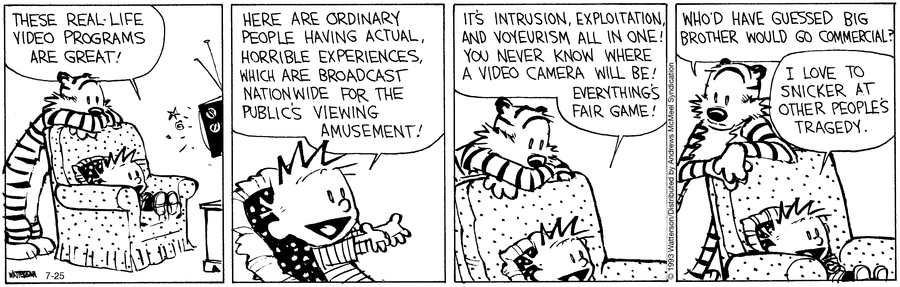 THESE REAL-LIFE
VIDEO PROGRAMS
ARE GREAT!
WATTERSON 7-25
HERE ARE ORDINARY
PEOPLE HAVING ACTUAL,
HORRIBLE EXPERIENCES,
WHICH ARE BROADCAST
NATIONWIDE FOR THE
PUBLIC'S VIEWING
AMUSEMENT!
IT'S INTRUSION, EXPLOITATION,
AND VOYEURISM ALL IN ONE!
YOU NEVER KNOW WHERE
A VIDEO CAMERA WILL BE!
EVERYTHING'S
FAIR GAME!
© 1993 Watterson/Distributed by Andrews McMeel Syndication
WHO'D HAVE GUESSED BIG
BROTHER WOULD GO COMMERCIAL?
I LOVE TO
SNICKER AT
OTHER PEOPLE'S
TRAGEDY.